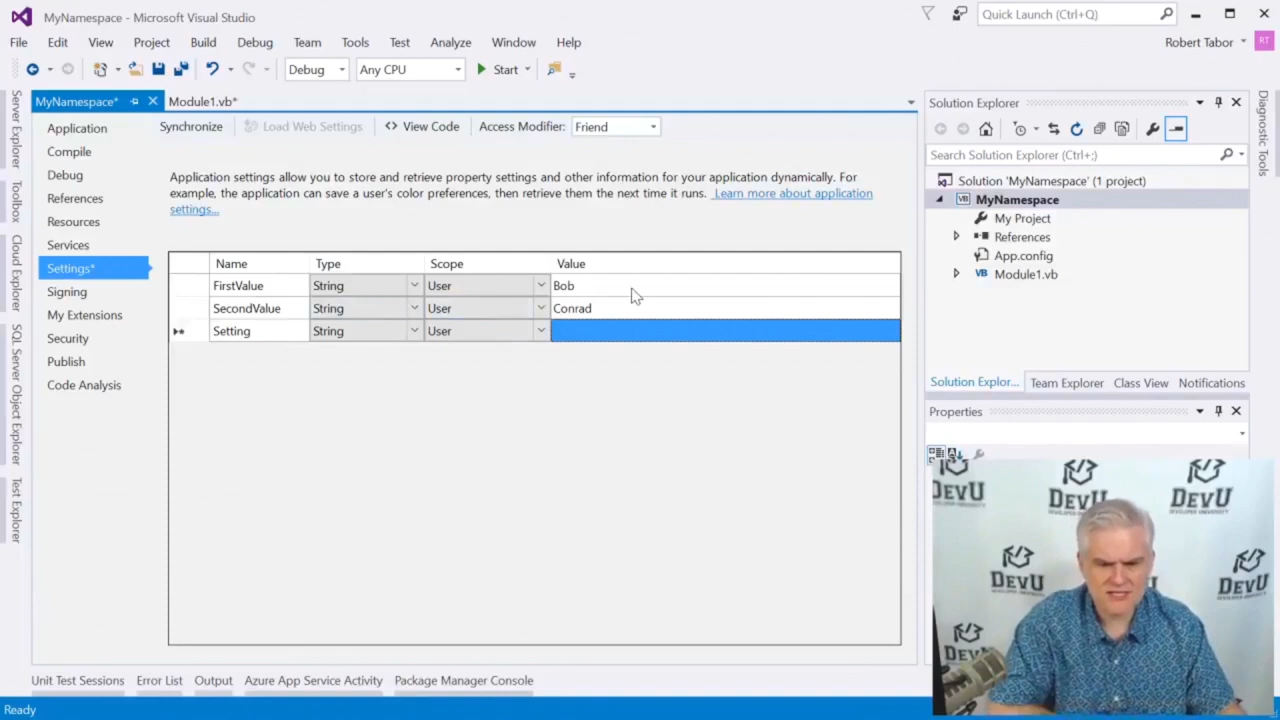 MyNamespace - Microsoft Visual Studio
Quick Launch (Ctrl+Q)
File Edit View Project Build Debug Team Tools Test Analyze Window Help
Robert Tabor RT
Debug Any CPU Start
Server Explorer
Toolbox
Cloud Explorer
SQL Server Object Explorer
Test Explorer
MyNamespace* Module1.vb*
Application
Compile
Debug
References
Resources
Services
Settings*
Signing
My Extensions
Security
Publish
Code Analysis
Synchronize Load Web Settings View Code Access Modifier: Friend
Application settings allow you to store and retrieve property settings and other information for your application dynamically. For
example, the application can save a user's color preferences, then retrieve them the next time it runs. Learn more about application
settings...
Name Type Scope Value
FirstValue String User Bob
SecondValue String User Conrad
Setting String User
Solution Explorer
Search Solution Explorer (Ctrl+;)
Solution 'MyNamespace' (1 project)
VB MyNamespace
My Project
References
App.config
VB Module1.vb
Solution Explor... Team Explorer Class View Notifications
Properties
Diagnostic Tools
DEVU DEVU DEVU
DEVELOPER UNIVERSITY
DEVU DEVU
Unit Test Sessions Error List Output Azure App Service Activity Package Manager Console
Ready